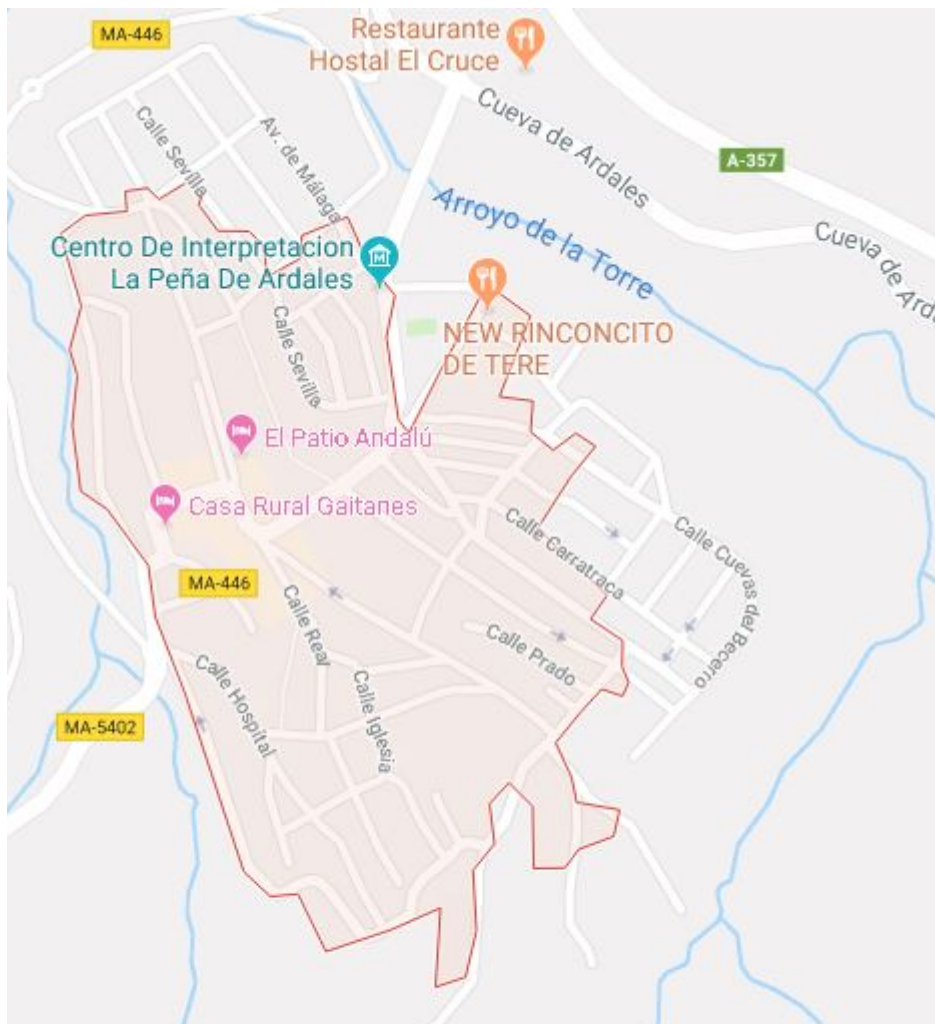 MA-446
Restaurante
Hostal El Cruce
Cueva de Ardales
A-357
Calle Sevilla
Av. de Málaga
Arroyo de la Torre
Cueva de Arda
Centro De Interpretacion
La Peña De Ardales
NEW RINCONCITO
DE TERE
Calle Sevilla
El Patio Andalú
Casa Rural Gaitanes
Calle Carratraca
Calle Cuevas del Becerro
MA-446
Calle Real
Calle Prado
Calle Hospital
Calle Iglesia
MA-5402